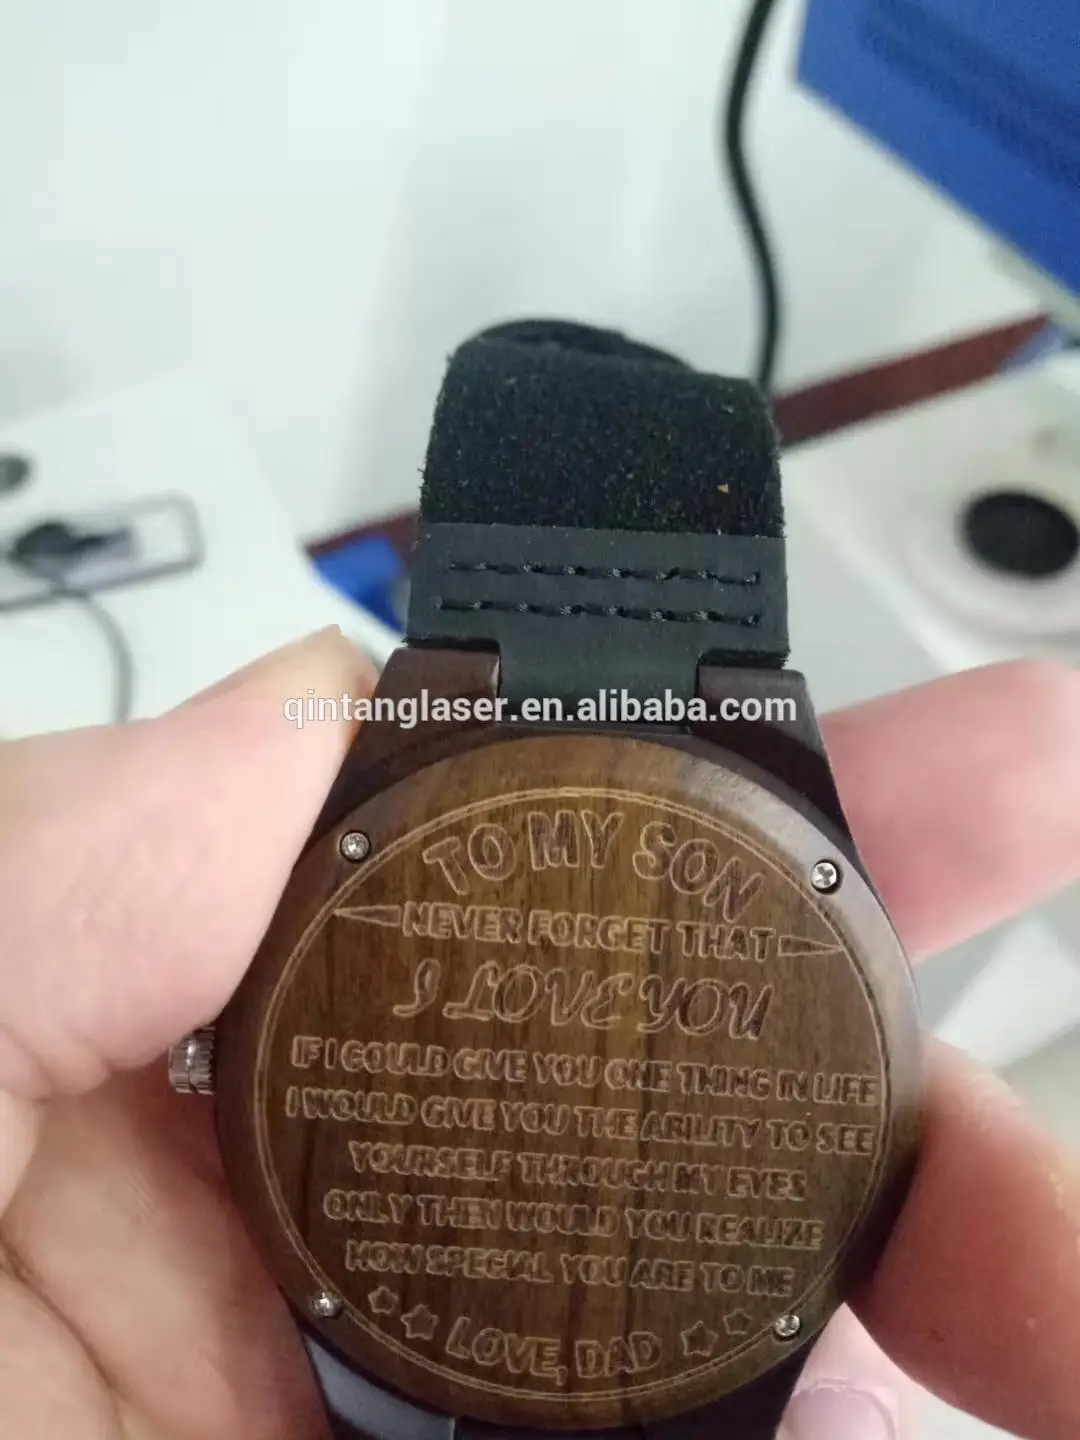 qintanglaser.en.alibaba.com
TO MY SON
NEVER FORGET THAT
I LOVE YOU
IF I COULD GIVE YOU ONE THING IN LIFE
I WOULD GIVE YOU THE ABILITY TO SEE
YOURSELF THROUGH MY EYES
ONLY THEN WOULD YOU REALIZE
HOW SPECIAL YOU ARE TO ME
LOVE, DAD